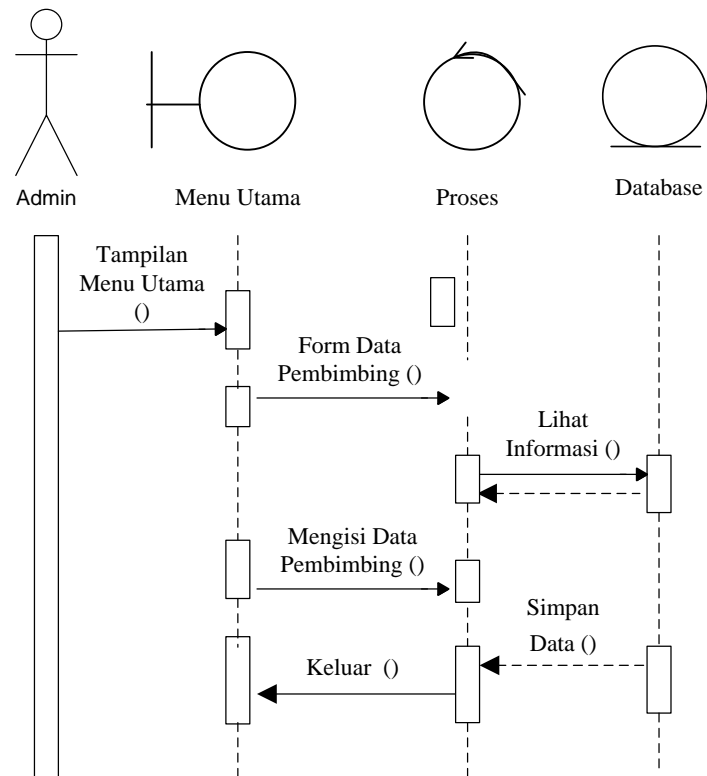 Admin
Menu Utama
Proses
Database
Tampilan
Menu Utama
()
Form Data
Pembimbing ()
Lihat
Informasi ()
Mengisi Data
Pembimbing ()
Simpan
Data ()
Keluar ()